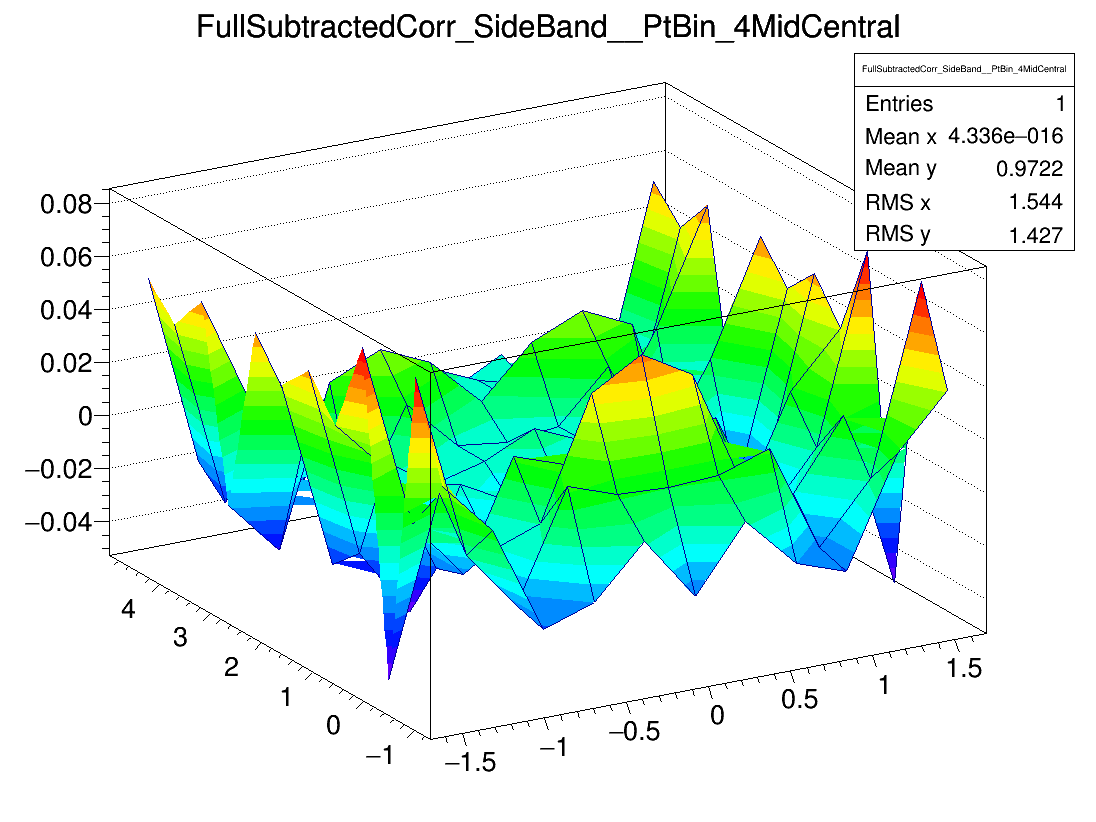 FullSubtractedCorr_SideBand__PtBin_4MidCentral
FullSubtractedCorr_SideBand__PtBin_4MidCentral
Entries 1
Mean x 4.336e−016
Mean y 0.9722
RMS x 1.544
RMS y 1.427
0.08
0.06
0.04
0.02
0
−0.02
−0.04
4
3
2
1
0
−1
−1.5
−1
−0.5
0
0.5
1
1.5